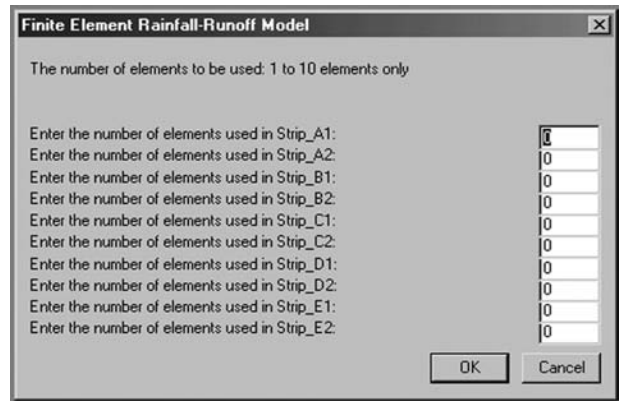 Finite Element Rainfall-Runoff Model
The number of elements to be used: 1 to 10 elements only
Enter the number of elements used in Strip_A1: 0
Enter the number of elements used in Strip_A2: 0
Enter the number of elements used in Strip_B1: 0
Enter the number of elements used in Strip_B2: 0
Enter the number of elements used in Strip_C1: 0
Enter the number of elements used in Strip_C2: 0
Enter the number of elements used in Strip_D1: 0
Enter the number of elements used in Strip_D2: 0
Enter the number of elements used in Strip_E1: 0
Enter the number of elements used in Strip_E2: 0
OK Cancel